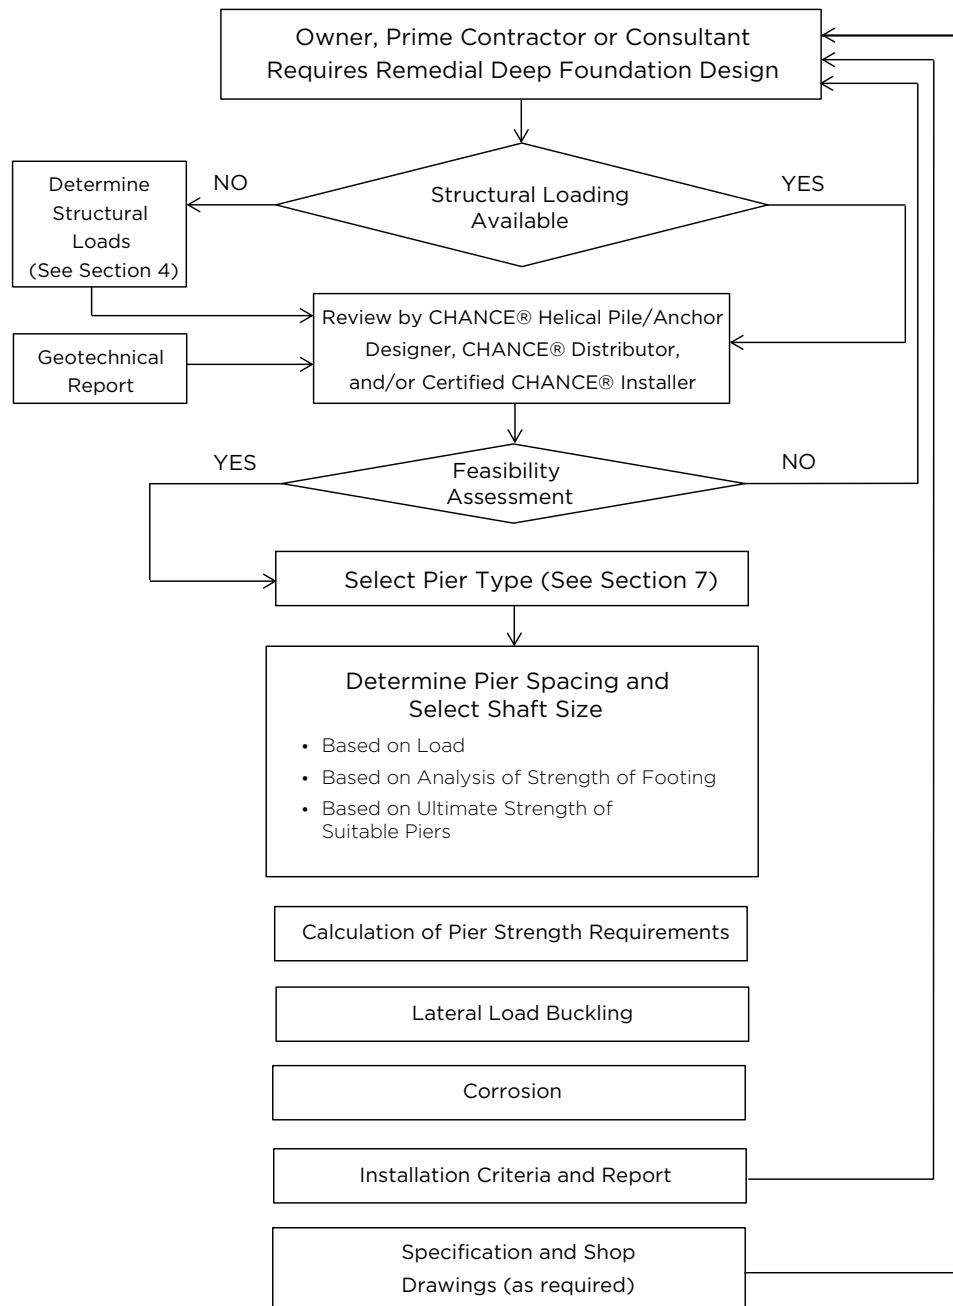 Owner, Prime Contractor or Consultant
Requires Remedial Deep Foundation Design
Structural Loading
Available
NO
YES
Determine
Structural
Loads
(See Section 4)
Geotechnical
Report
Review by CHANCE® Helical Pile/Anchor
Designer, CHANCE® Distributor,
and/or Certified CHANCE® Installer
YES
Feasibility
Assessment
NO
Select Pier Type (See Section 7)
Determine Pier Spacing and
Select Shaft Size
• Based on Load
• Based on Analysis of Strength of Footing
• Based on Ultimate Strength of
Suitable Piers
Calculation of Pier Strength Requirements
Lateral Load Buckling
Corrosion
Installation Criteria and Report
Specification and Shop
Drawings (as required)